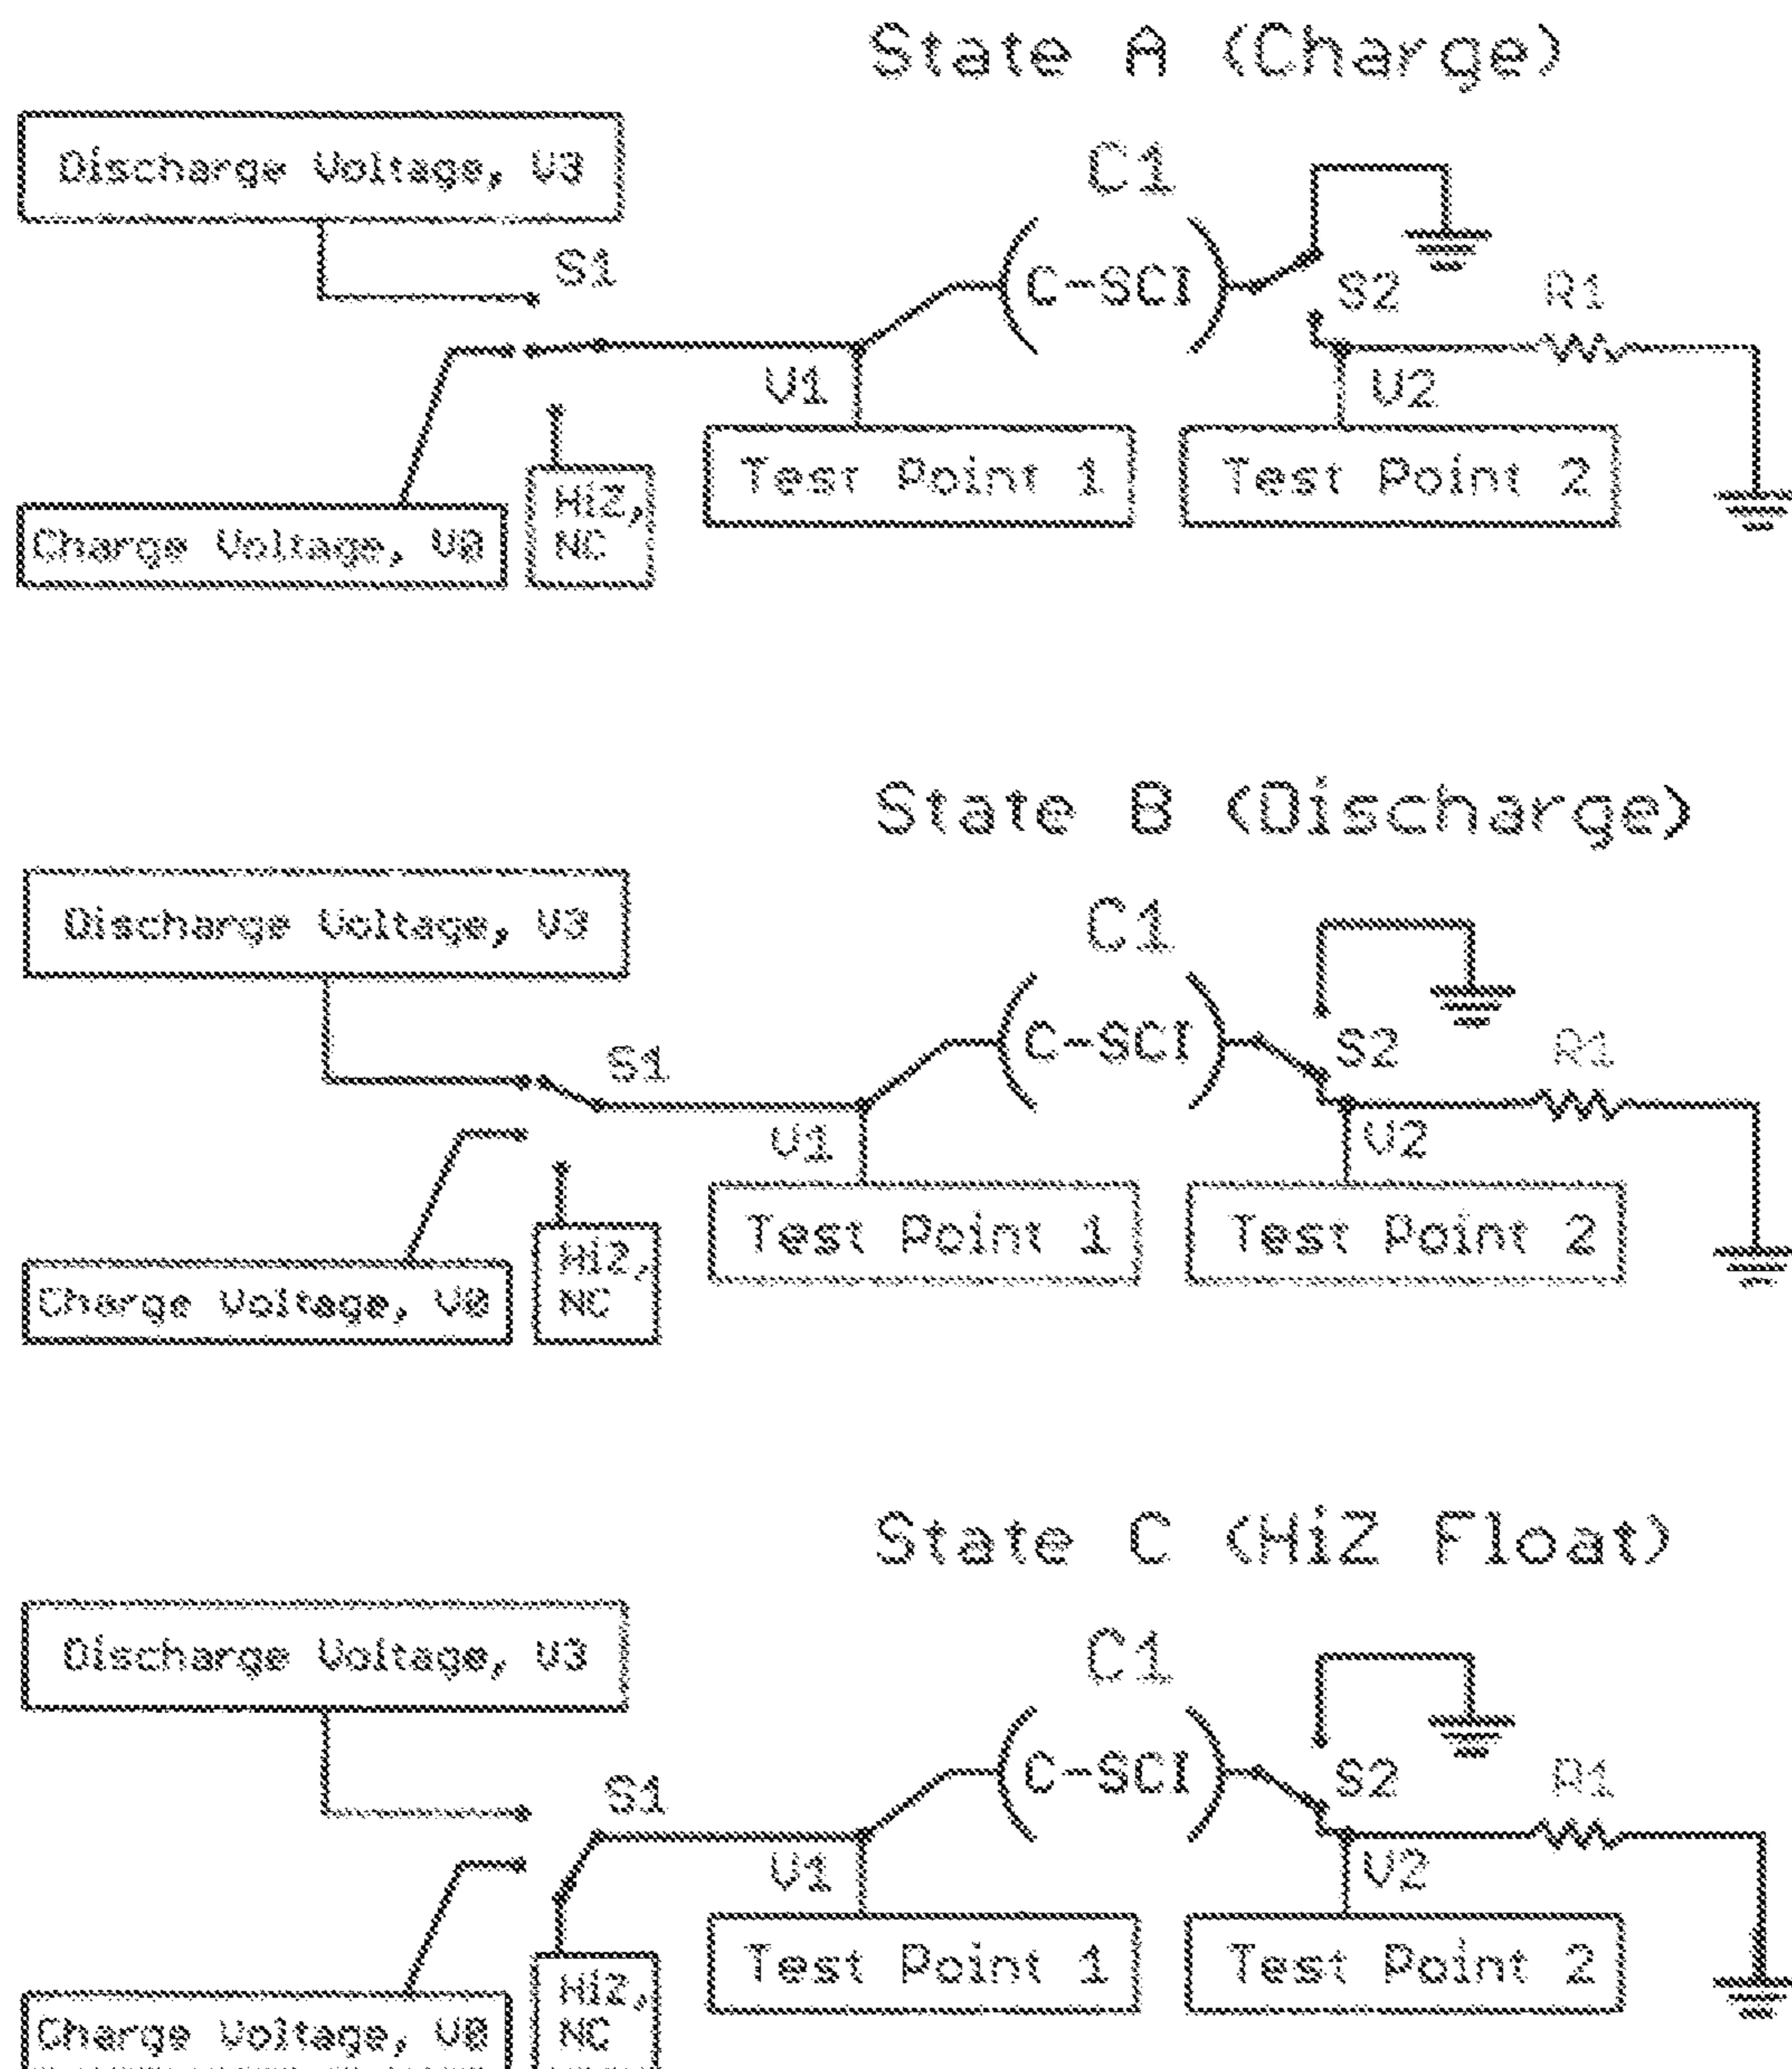 State A (Charge)
Discharge Voltage, V3
C1
S1
C-SCI
S2
R1
V1
V2
Test Point 1
Test Point 2
HiZ,
NC
Charge Voltage, V0
State B (Discharge)
Discharge Voltage, V3
C1
C-SCI
S2
R1
S1
V1
V2
Test Point 1
Test Point 2
HiZ,
NC
Charge Voltage, V0
State C (HiZ Float)
Discharge Voltage, V3
C1
C-SCI
S2
R1
S1
V1
V2
Test Point 1
Test Point 2
HiZ,
NC
Charge Voltage, V0